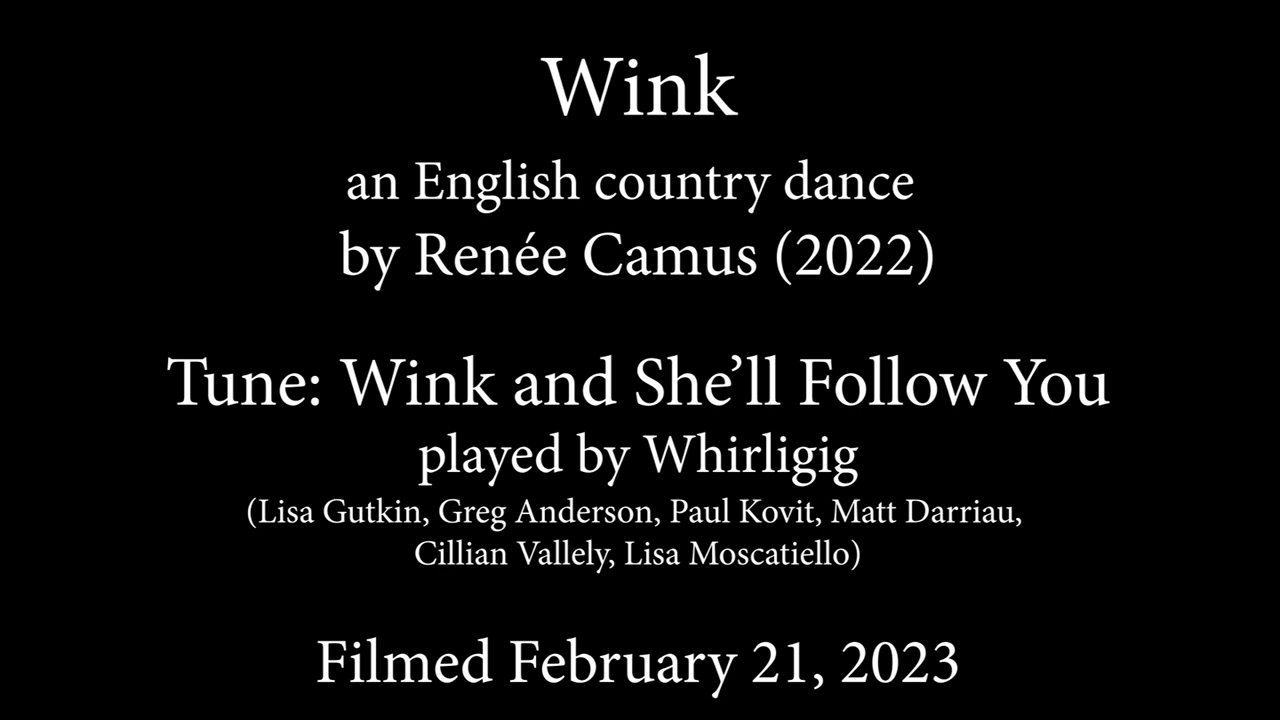 Wink
an English country dance
by Renée Camus (2022)
Tune: Wink and She’ll Follow You
played by Whirligig
(Lisa Gutkin, Greg Anderson, Paul Kovit, Matt Darriau,
Cillian Vallely, Lisa Moscatiello)
Filmed February 21, 2023